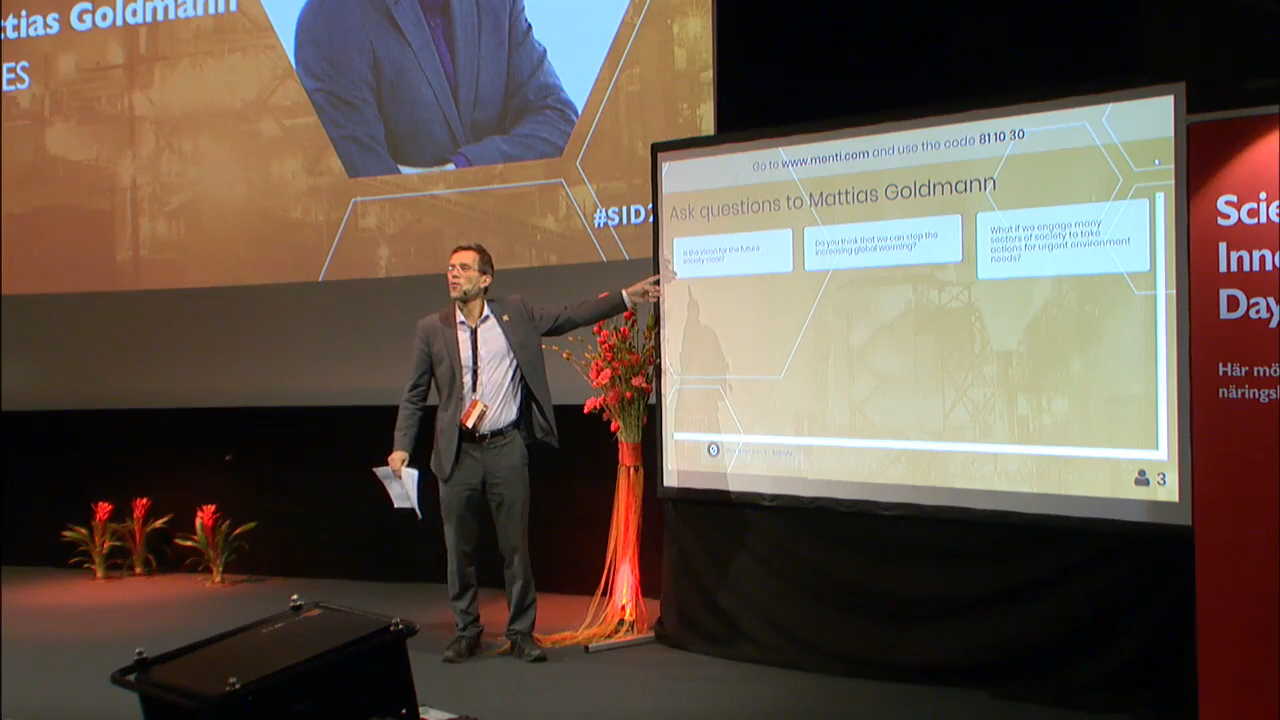 ttias Goldmann
ES
#SID2
Go to www.menti.com and use the code 81 10 30
Ask questions to Mattias Goldmann
Is the vision for the future
society clear?
Do you think that we can stop the
increasing global warming?
What if we engage many
sectors of society to take
actions for urgent environment
needs?
3
Scie
Inno
Day
Här mö
näringsl